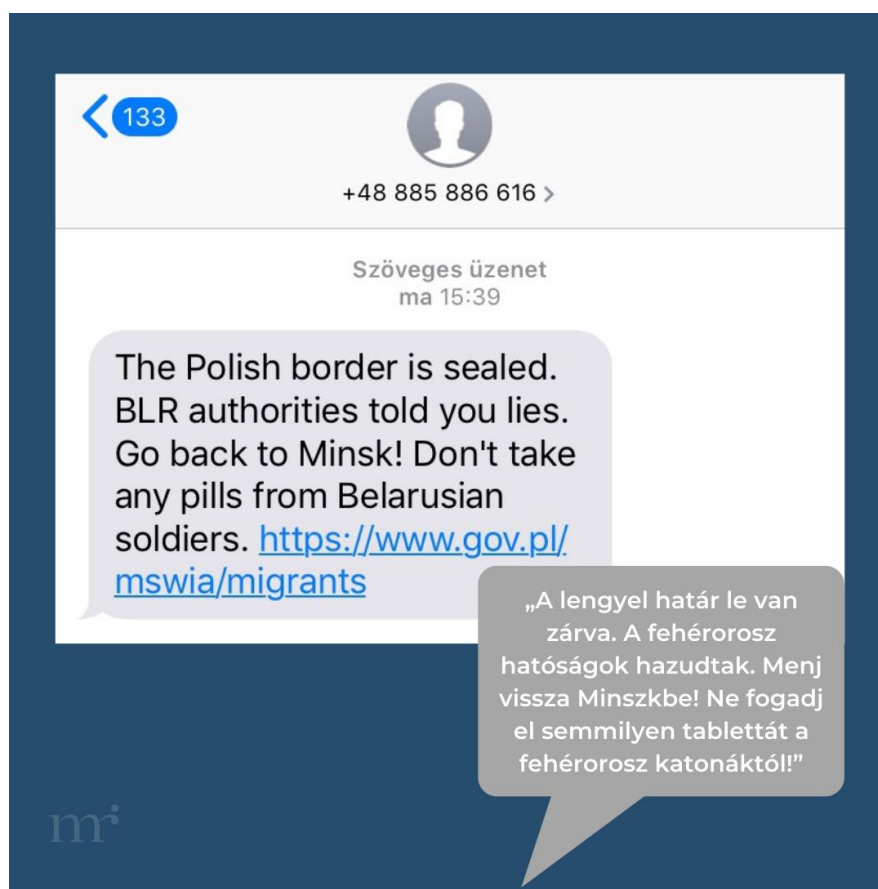 133
+48 885 886 616 >
Szöveges üzenet
ma 15:39
The Polish border is sealed.
BLR authorities told you lies.
Go back to Minsk! Don't take
any pills from Belarusian
soldiers. https://www.gov.pl/
mswia/migrants
„A lengyel határ le van
zárva. A fehérorosz
hatóságok hazudtak. Menj
vissza Minszkbe! Ne fogadj
el semmilyen tablettát a
fehérorosz katonáktól!”
mi